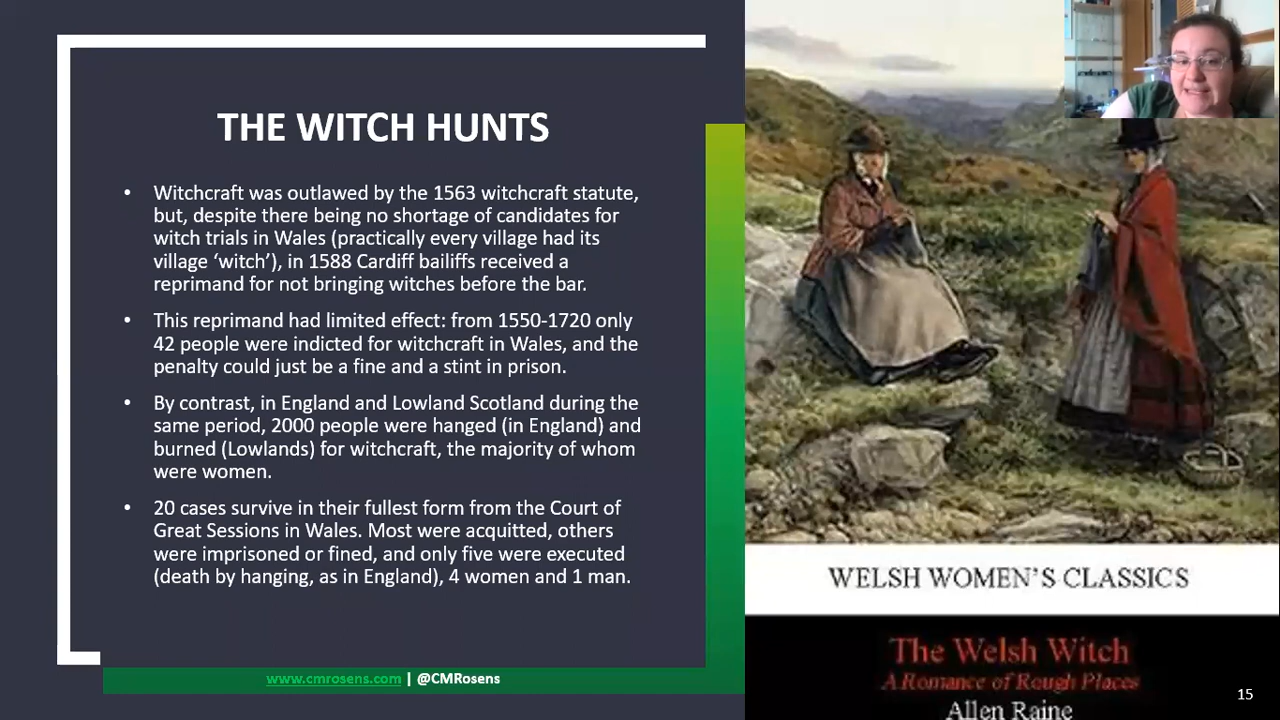 THE WITCH HUNTS
• Witchcraft was outlawed by the 1563 witchcraft statute,
but, despite there being no shortage of candidates for
witch trials in Wales (practically every village had its
village ‘witch’), in 1588 Cardiff bailiffs received a
reprimand for not bringing witches before the bar.
• This reprimand had limited effect: from 1550-1720 only
42 people were indicted for witchcraft in Wales, and the
penalty could just be a fine and a stint in prison.
• By contrast, in England and Lowland Scotland during the
same period, 2000 people were hanged (in England) and
burned (Lowlands) for witchcraft, the majority of whom
were women.
• 20 cases survive in their fullest form from the Court of
Great Sessions in Wales. Most were acquitted, others
were imprisoned or fined, and only five were executed
(death by hanging, as in England), 4 women and 1 man.
www.cmrosens.com | @CMRosens
WELSH WOMEN'S CLASSICS
The Welsh Witch
A Romance of Rough Places
Allen Raine
15